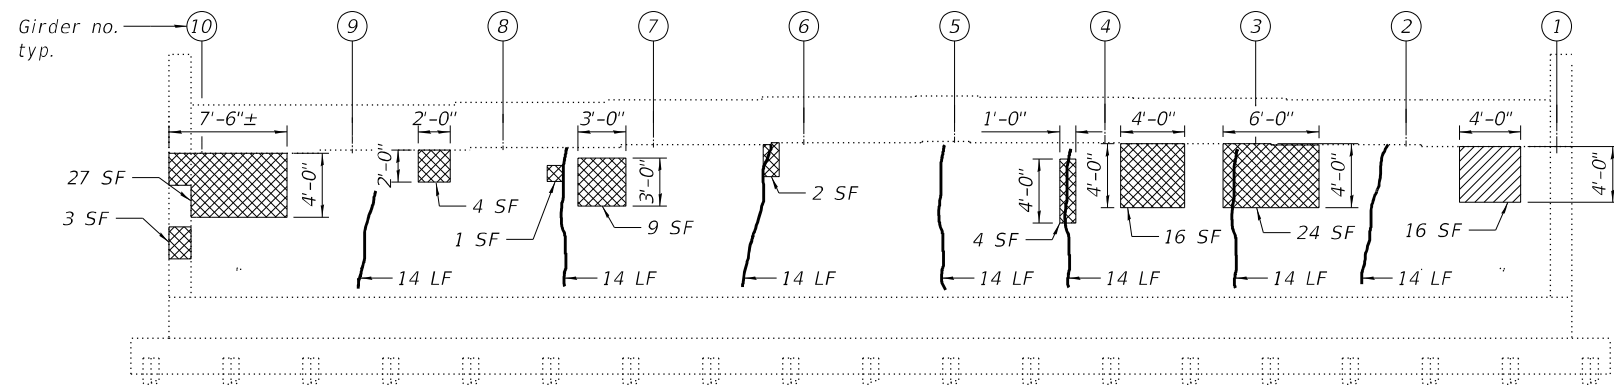 Girder no.
typ.
10 9 8 7 6 5 4 3 2 1
7'-6"± 2'-0" 3'-0" 1'-0" 4'-0" 6'-0" 4'-0"
4'-0" 2'-0" 3'-0" 4'-0" 4'-0" 4'-0" 4'-0"
27 SF
3 SF
4 SF
1 SF
9 SF
2 SF
4 SF
16 SF
24 SF
16 SF
14 LF 14 LF 14 LF 14 LF 14 LF 14 LF 14 LF